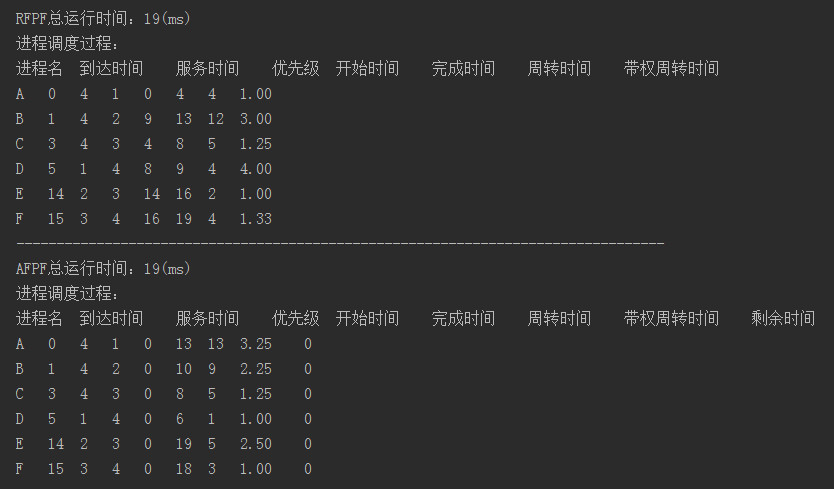 RFPF总运行时间：19(ms)
进程调度过程：
进程名 到达时间 服务时间 优先级 开始时间 完成时间 周转时间 带权周转时间
A 0 4 1 0 4 4 1.00
B 1 4 2 9 13 12 3.00
C 3 4 3 4 8 5 1.25
D 5 1 4 8 9 4 4.00
E 14 2 3 14 16 2 1.00
F 15 3 4 16 19 4 1.33
---------------------------------------------------------------------------------
AFPF总运行时间：19(ms)
进程调度过程：
进程名 到达时间 服务时间 优先级 开始时间 完成时间 周转时间 带权周转时间 剩余时间
A 0 4 1 0 13 13 3.25 0
B 1 4 2 0 10 9 2.25 0
C 3 4 3 0 8 5 1.25 0
D 5 1 4 0 6 1 1.00 0
E 14 2 3 0 19 5 2.50 0
F 15 3 4 0 18 3 1.00 0